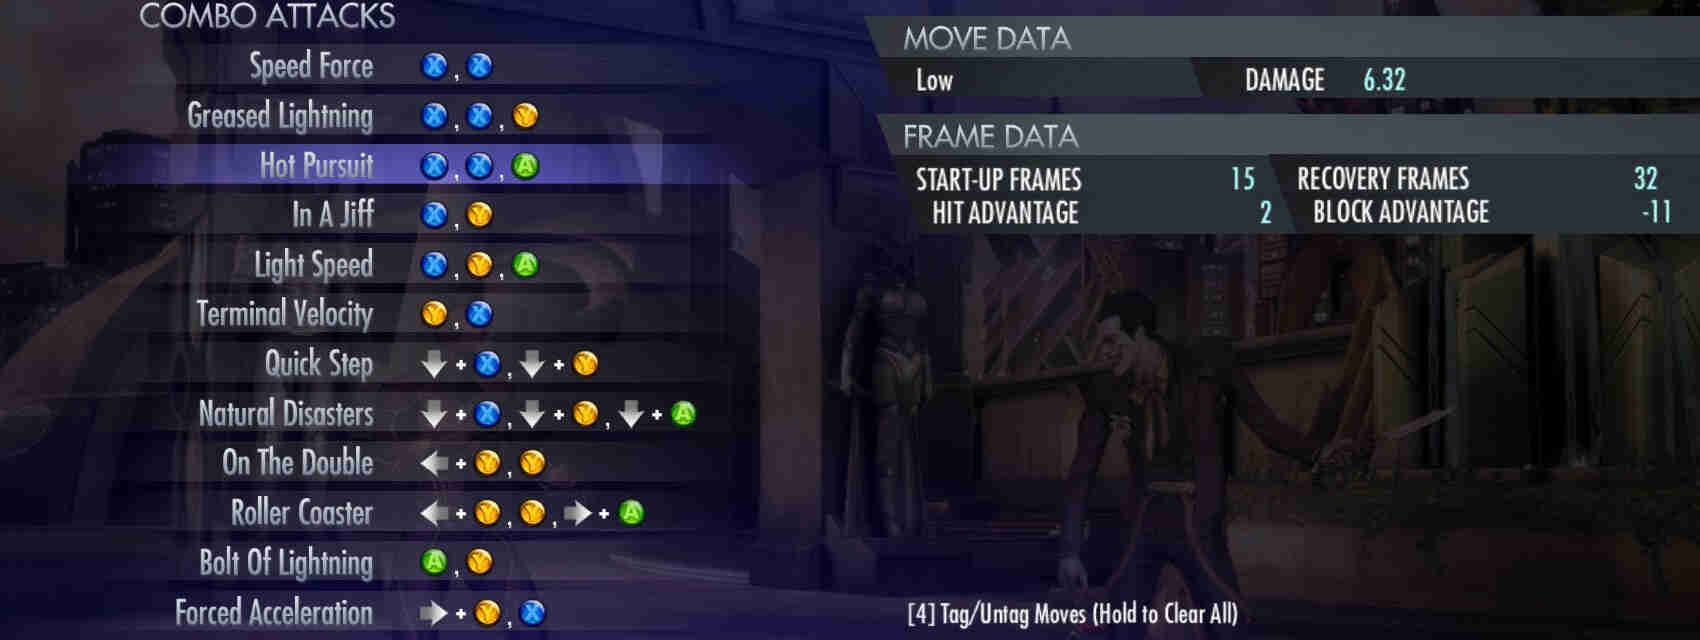 COMBO ATTACKS
Speed Force X , X
Greased Lightning X , X , Y
Hot Pursuit X , X , A
In A Jiff X , Y
Light Speed X , Y , A
Terminal Velocity Y , X
Quick Step + X , + Y
Natural Disasters + X , + Y , + A
On The Double + Y , Y
Roller Coaster + Y , Y , + A
Bolt Of Lightning A , Y
Forced Acceleration + Y , X
MOVE DATA
Low DAMAGE 6.32
FRAME DATA
START-UP FRAMES 15 RECOVERY FRAMES 32
HIT ADVANTAGE 2 BLOCK ADVANTAGE -11
[4] Tag/Untag Moves (Hold to Clear All)